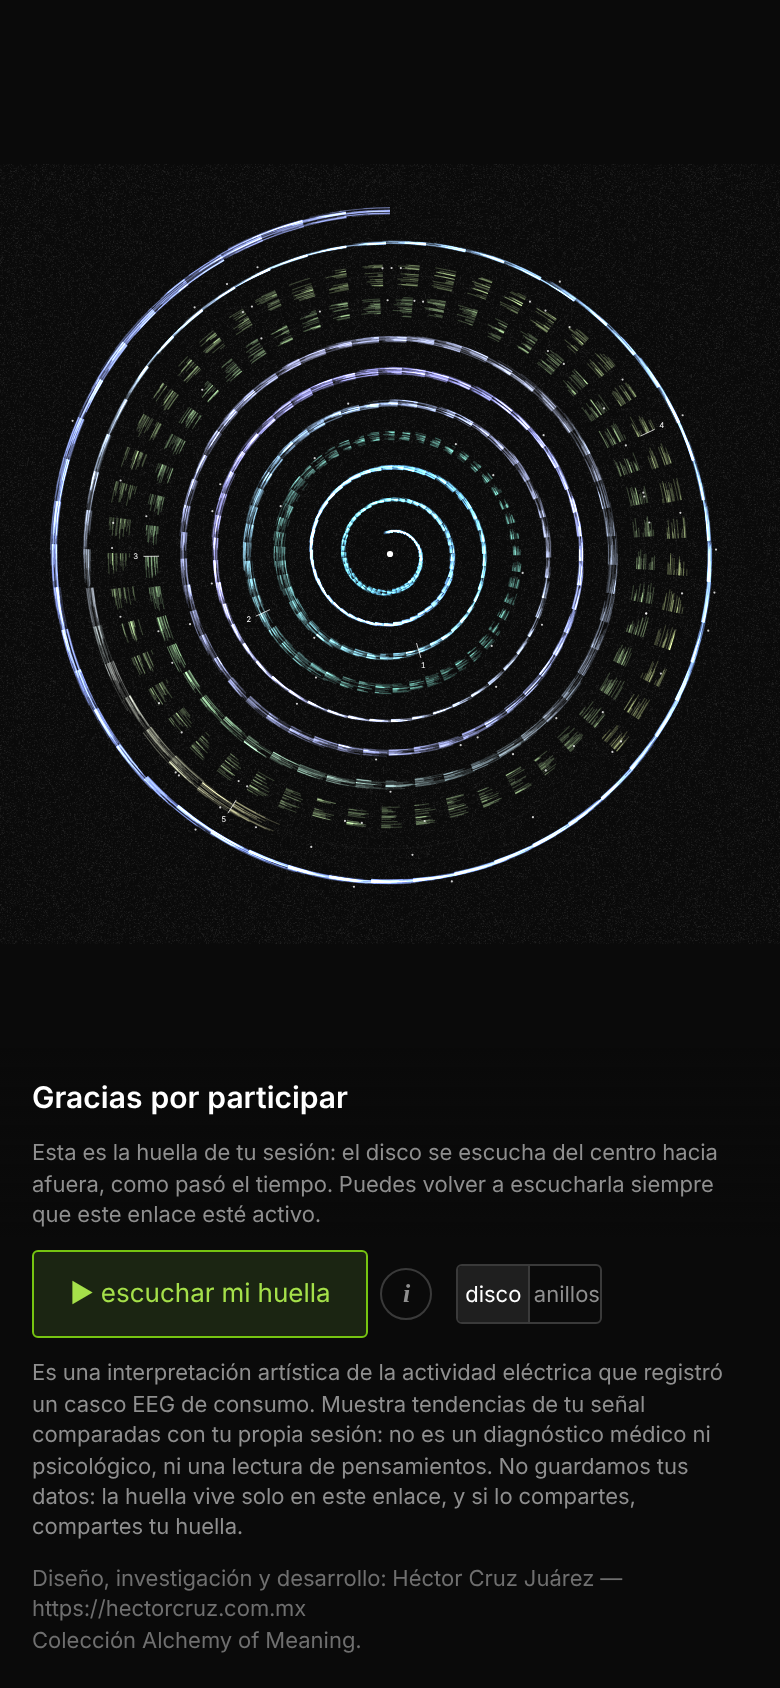 4
3
2
1
5
Gracias por participar
Esta es la huella de tu sesión: el disco se escucha del centro hacia
afuera, como pasó el tiempo. Puedes volver a escucharla siempre
que este enlace esté activo.
▶ escuchar mi huella
i
disco
anillos
Es una interpretación artística de la actividad eléctrica que registró
un casco EEG de consumo. Muestra tendencias de tu señal
comparadas con tu propia sesión: no es un diagnóstico médico ni
psicológico, ni una lectura de pensamientos. No guardamos tus
datos: la huella vive solo en este enlace, y si lo compartes,
compartes tu huella.
Diseño, investigación y desarrollo: Héctor Cruz Juárez —
https://hectorcruz.com.mx
Colección Alchemy of Meaning.